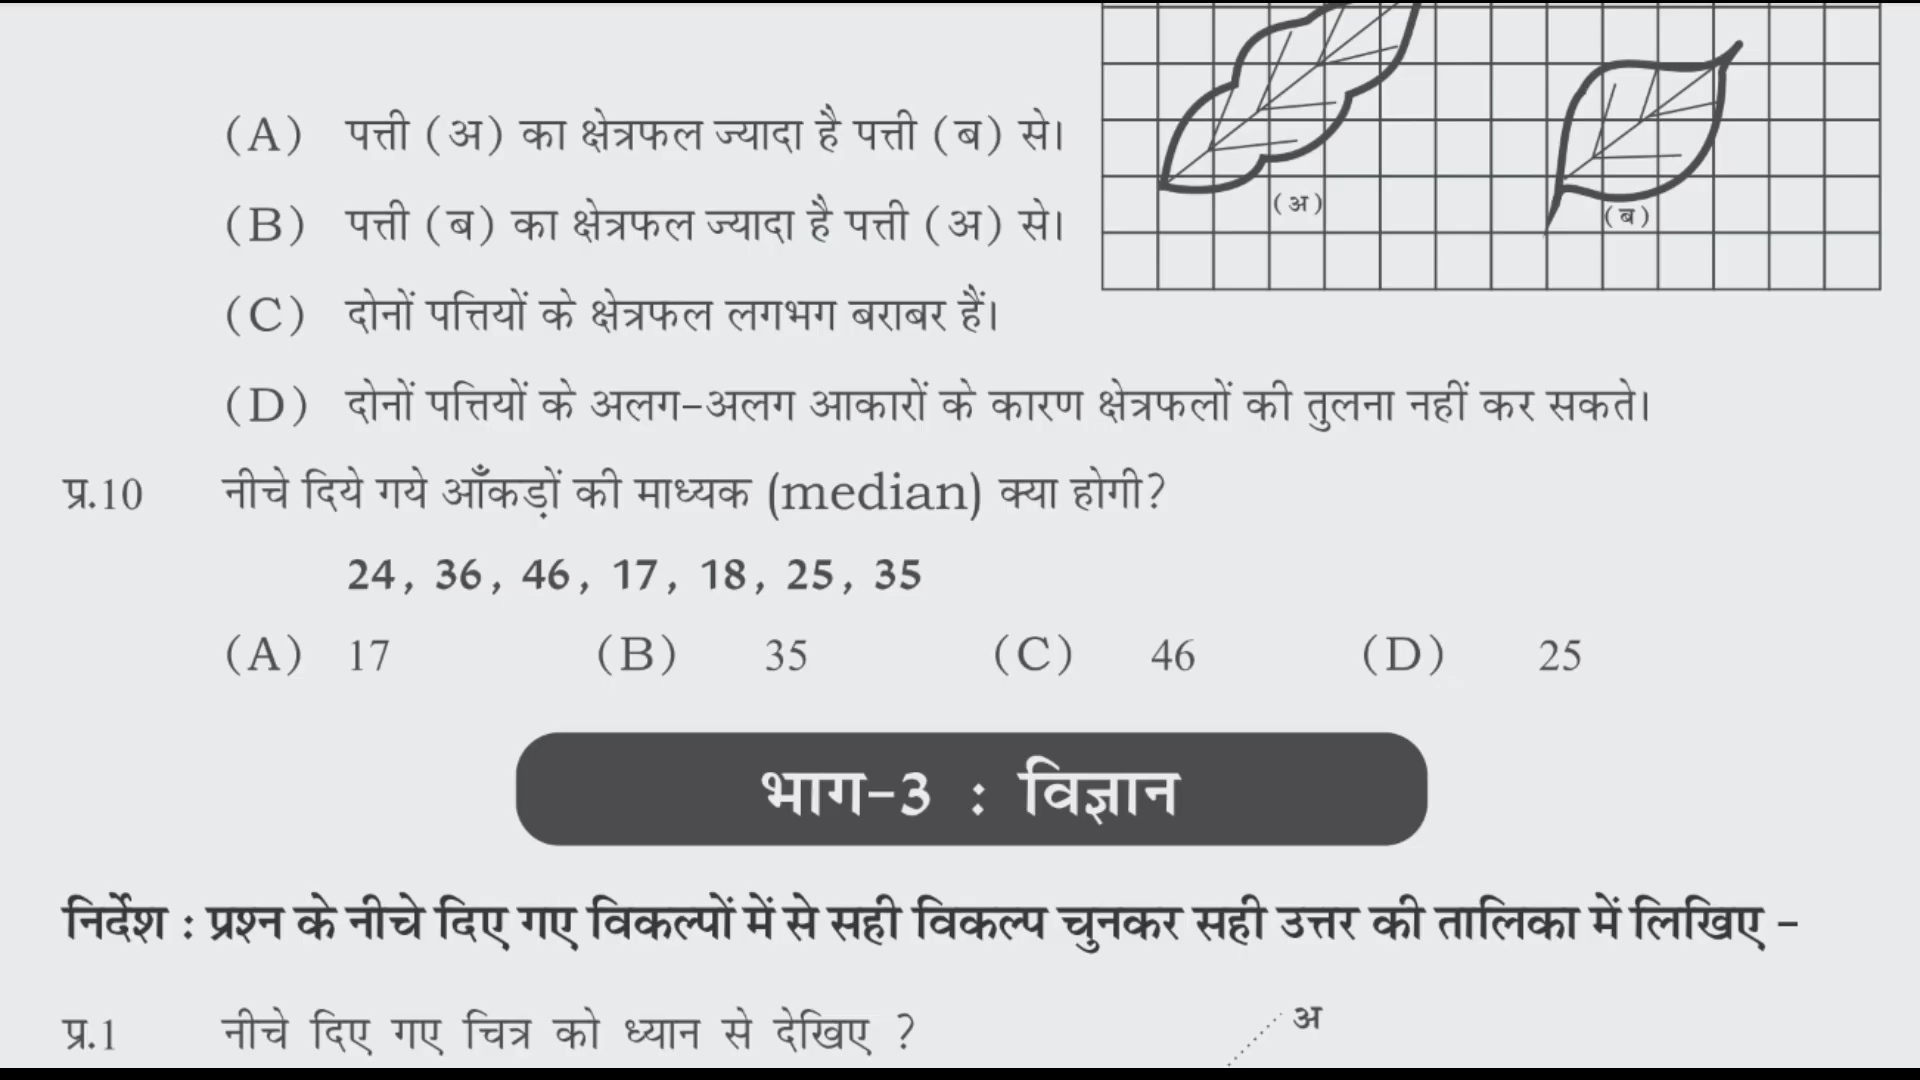 (A) पत्ती (अ) का क्षेत्रफल ज्यादा है पत्ती (ब) से।
(B) पत्ती (ब) का क्षेत्रफल ज्यादा है पत्ती (अ) से।
(अ)
(ब)
(C) दोनों पत्तियों के क्षेत्रफल लगभग बराबर हैं।
(D) दोनों पत्तियों के अलग-अलग आकारों के कारण क्षेत्रफलों की तुलना नहीं कर सकते।
प्र.10 नीचे दिये गये आँकड़ों की माध्यक (median) क्या होगी?
24, 36, 46, 17, 18, 25, 35
(A) 17 (B) 35 (C) 46 (D) 25
भाग-3 : विज्ञान
निर्देश : प्रश्न के नीचे दिए गए विकल्पों में से सही विकल्प चुनकर सही उत्तर की तालिका में लिखिए -
प्र.1 नीचे दिए गए चित्र को ध्यान से देखिए ?
अ